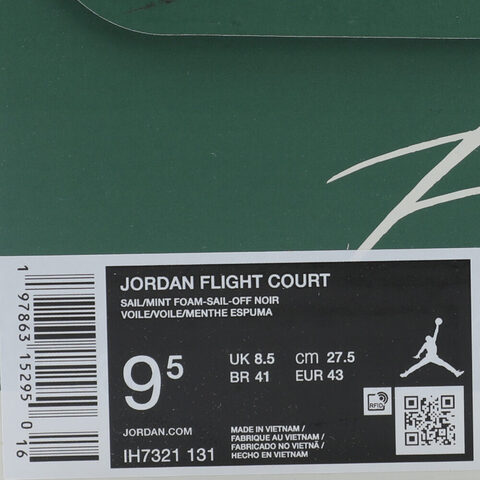 JORDAN FLIGHT COURT
SAIL/MINT FOAM-SAIL-OFF NOIR
VOILE/VOILE/MENTHE ESPUMA
9⁵
UK 8.5 cm 27.5
BR 41 EUR 43
RFID
JORDAN.COM
IH7321 131
MADE IN VIETNAM /
FABRIQUE AU VIETNAM /
FABRICADO NO VIETNÃ /
HECHO EN VIETNAM
1 97863 15295 0 16